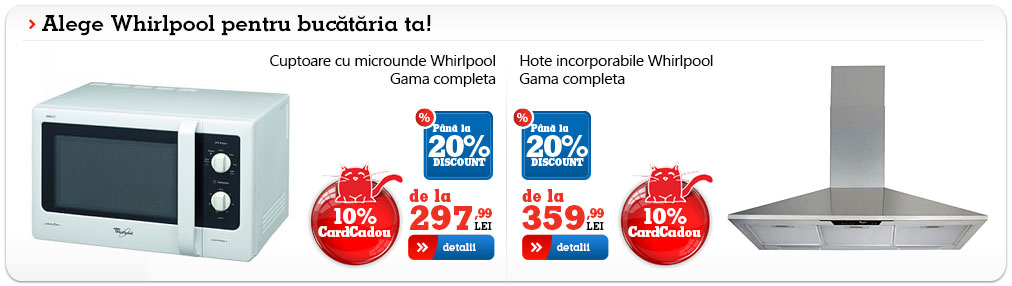 Alege Whirlpool pentru bucătăria ta!
Cuptoare cu microunde Whirlpool
Gama completa
%
Până la
20%
DISCOUNT
10%
CardCadou
de la
297,99
LEI
detalii
Whirlpool
Hote incorporabile Whirlpool
Gama completa
%
Până la
20%
DISCOUNT
de la
359,99
LEI
detalii
10%
CardCadou